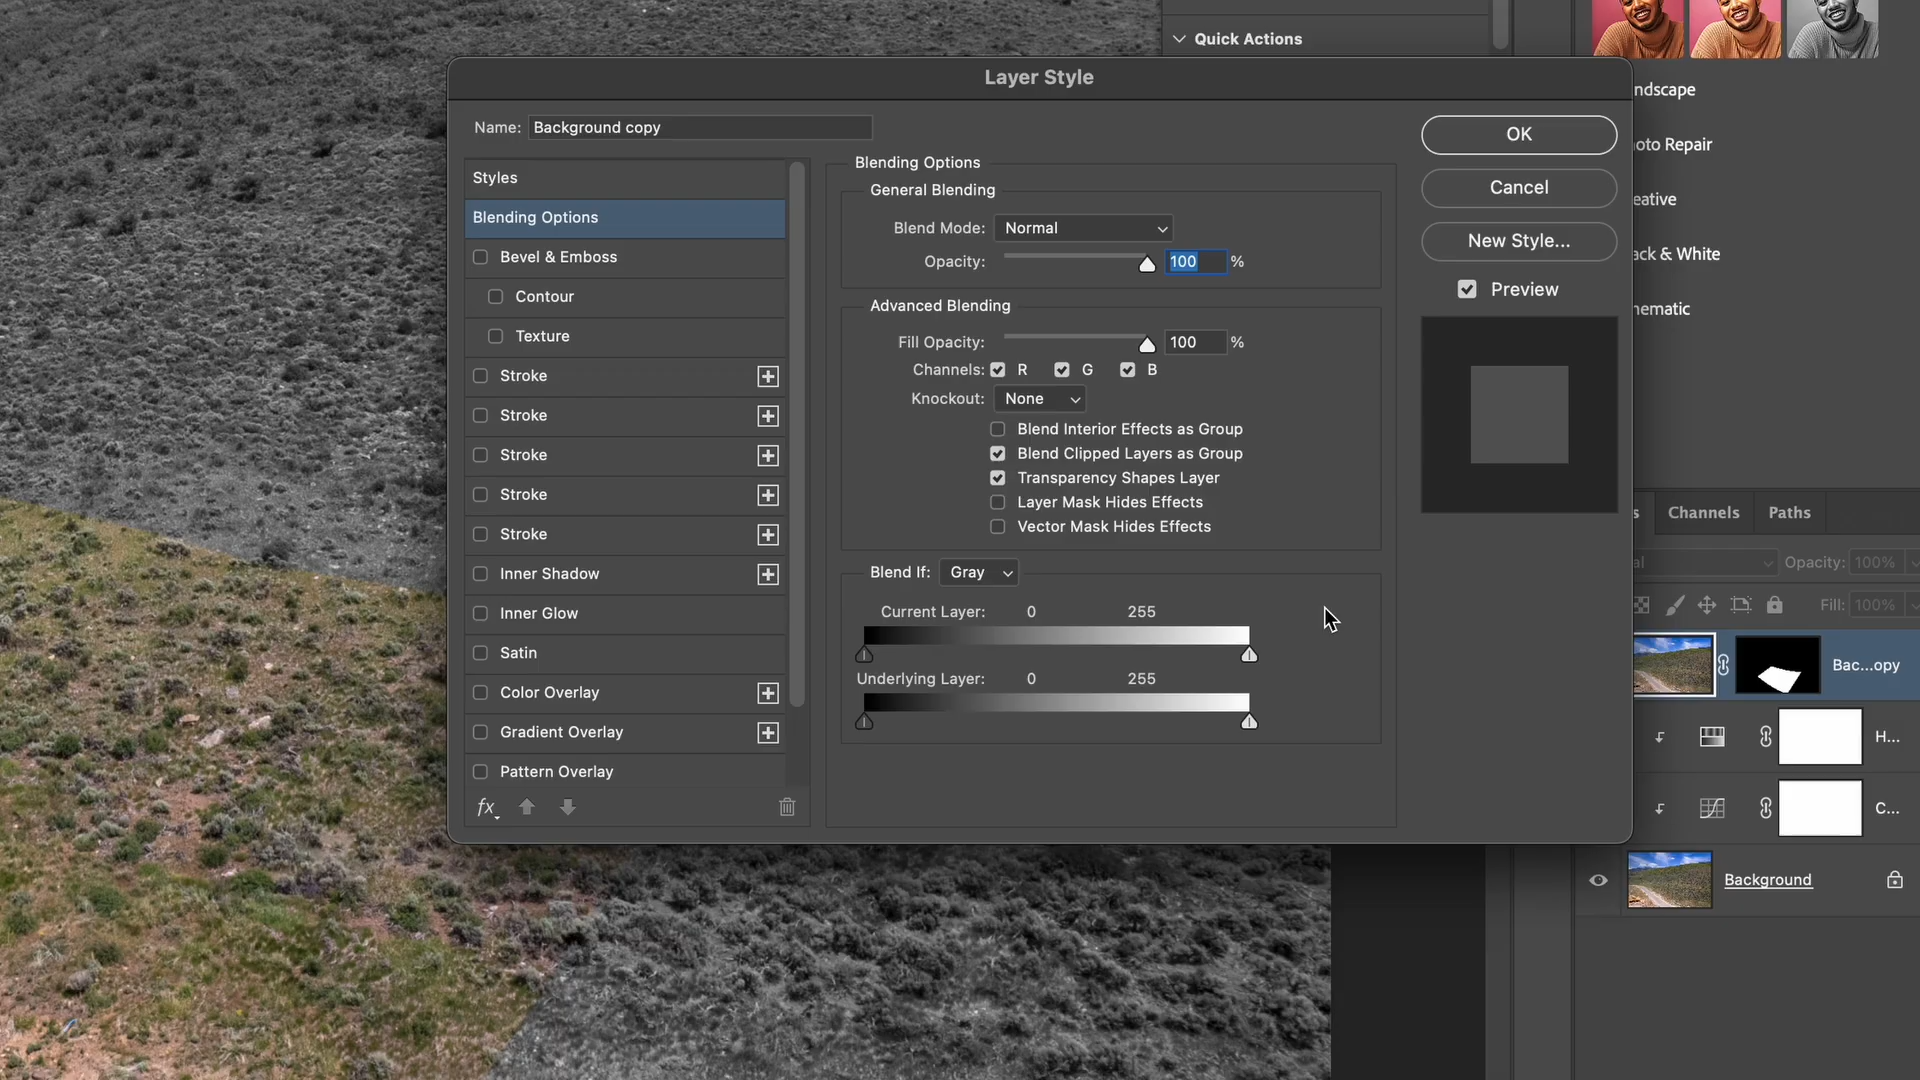 Quick Actions
Layer Style
ndscape
Name: Background copy
OK
oto Repair
Blending Options
Styles
Cancel
General Blending
eative
Blending Options
Blend Mode: Normal
New Style...
ack & White
Bevel & Emboss
Opacity: 100 %
Preview
Contour
Advanced Blending
nematic
Texture
Fill Opacity: 100 %
Stroke
Channels: R G B
Knockout: None
Stroke
Blend Interior Effects as Group
Stroke
Blend Clipped Layers as Group
Transparency Shapes Layer
Stroke
Layer Mask Hides Effects
Vector Mask Hides Effects
s Channels Paths
Stroke
al Opacity: 100%
Inner Shadow
Blend If: Gray
Fill: 100%
Inner Glow
Current Layer: 0 255
Satin
Bac...opy
Underlying Layer: 0 255
Color Overlay
Gradient Overlay
H...
Pattern Overlay
fx
C...
Background